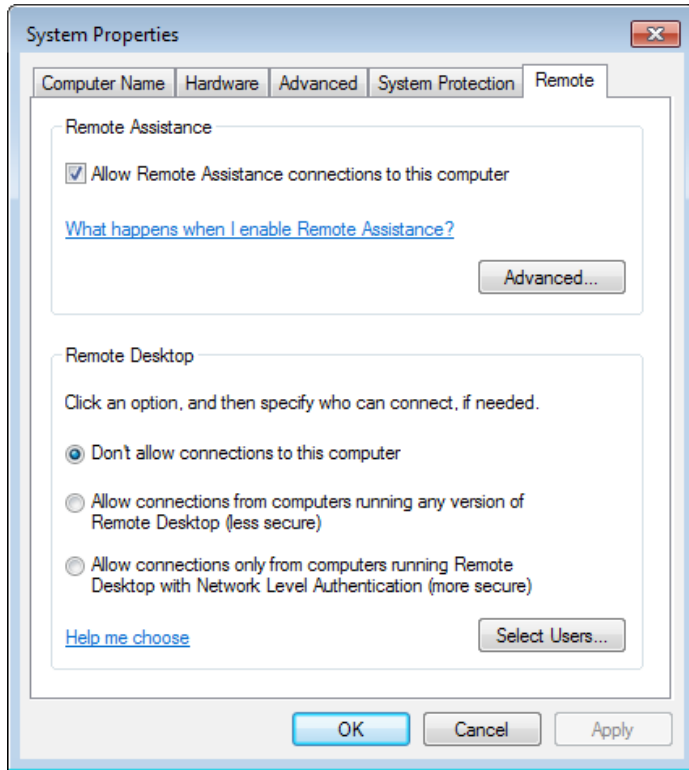 System Properties
Computer Name Hardware Advanced System Protection Remote
Remote Assistance
Allow Remote Assistance connections to this computer
What happens when I enable Remote Assistance?
Advanced...
Remote Desktop
Click an option, and then specify who can connect, if needed.
Don't allow connections to this computer
Allow connections from computers running any version of
Remote Desktop (less secure)
Allow connections only from computers running Remote
Desktop with Network Level Authentication (more secure)
Help me choose Select Users...
OK Cancel Apply